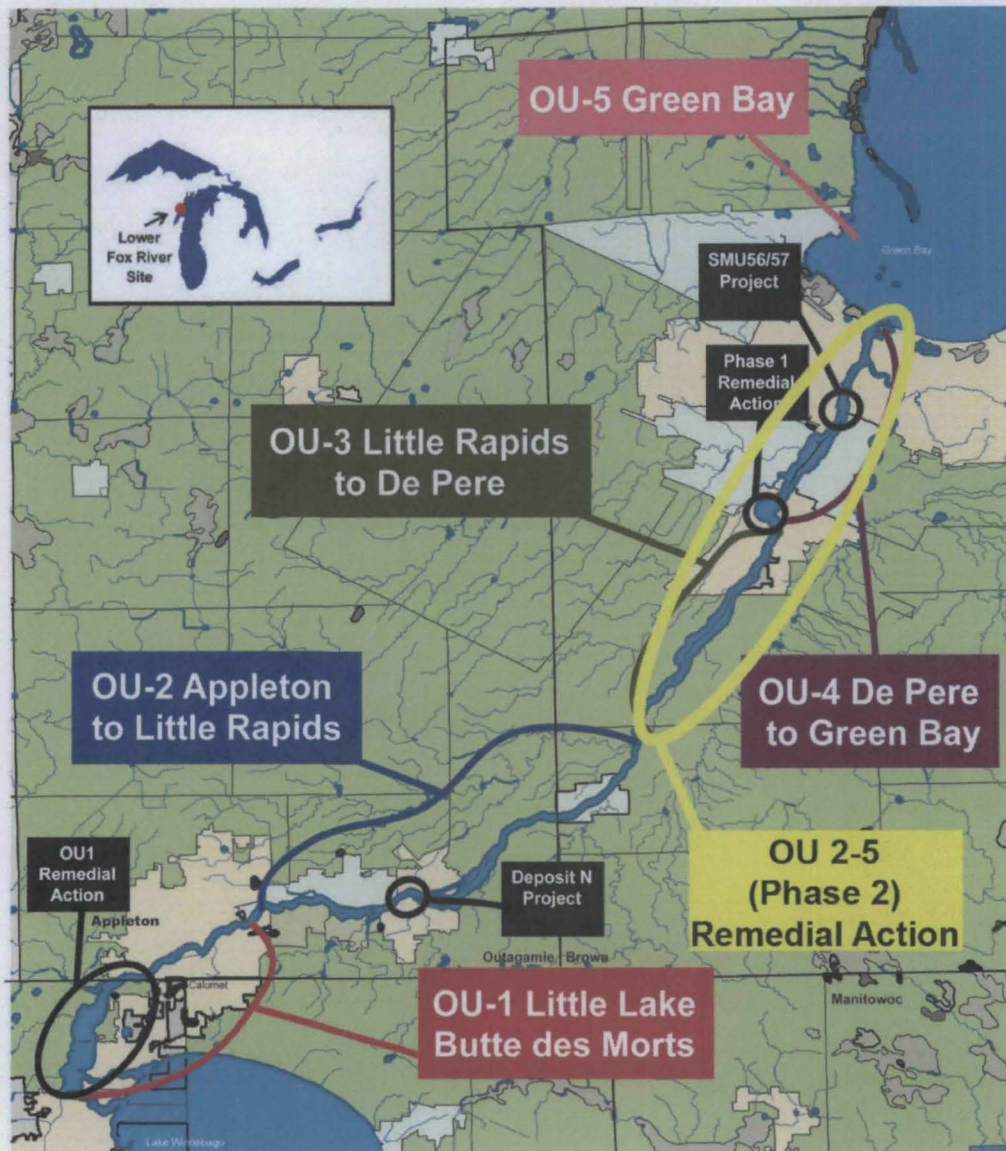 OU-5 Green Bay
Lower
Fox River
Site
Green Bay
SMU56/57
Project
Phase 1
Remedial
Action
OU-3 Little Rapids
to De Pere
OU-2 Appleton
to Little Rapids
OU-4 De Pere
to Green Bay
OU1
Remedial
Action
Appleton
Deposit N
Project
OU 2-5
(Phase 2)
Remedial Action
Outagamie
Brown
Calumet
Manitowoc
OU-1 Little Lake
Butte des Morts
Lake Winnebago